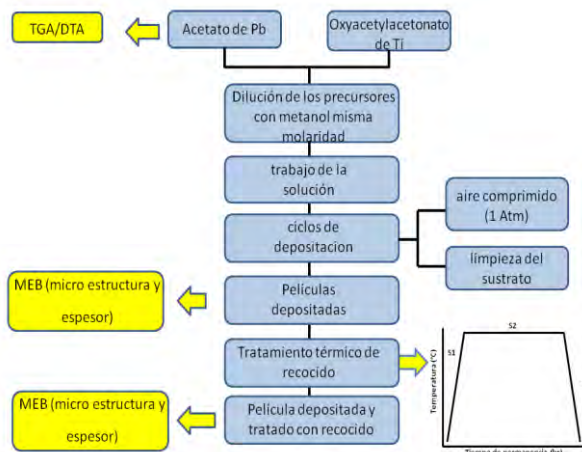 TGA/DTA
Acetato de Pb
Oxyacetylacetonato
de Ti
Dilución de los precursores
con metanol misma
molaridad
trabajo de la
solución
ciclos de
depositacion
aire comprimido
(1 Atm)
limpieza del
sustrato
MEB (micro estructura y
espesor)
Películas
depositadas
Tratamiento térmico de
recocido
S2
S1
Temperatura (°C)
MEB (micro estructura y
espesor)
Película depositada y
tratado con recocido